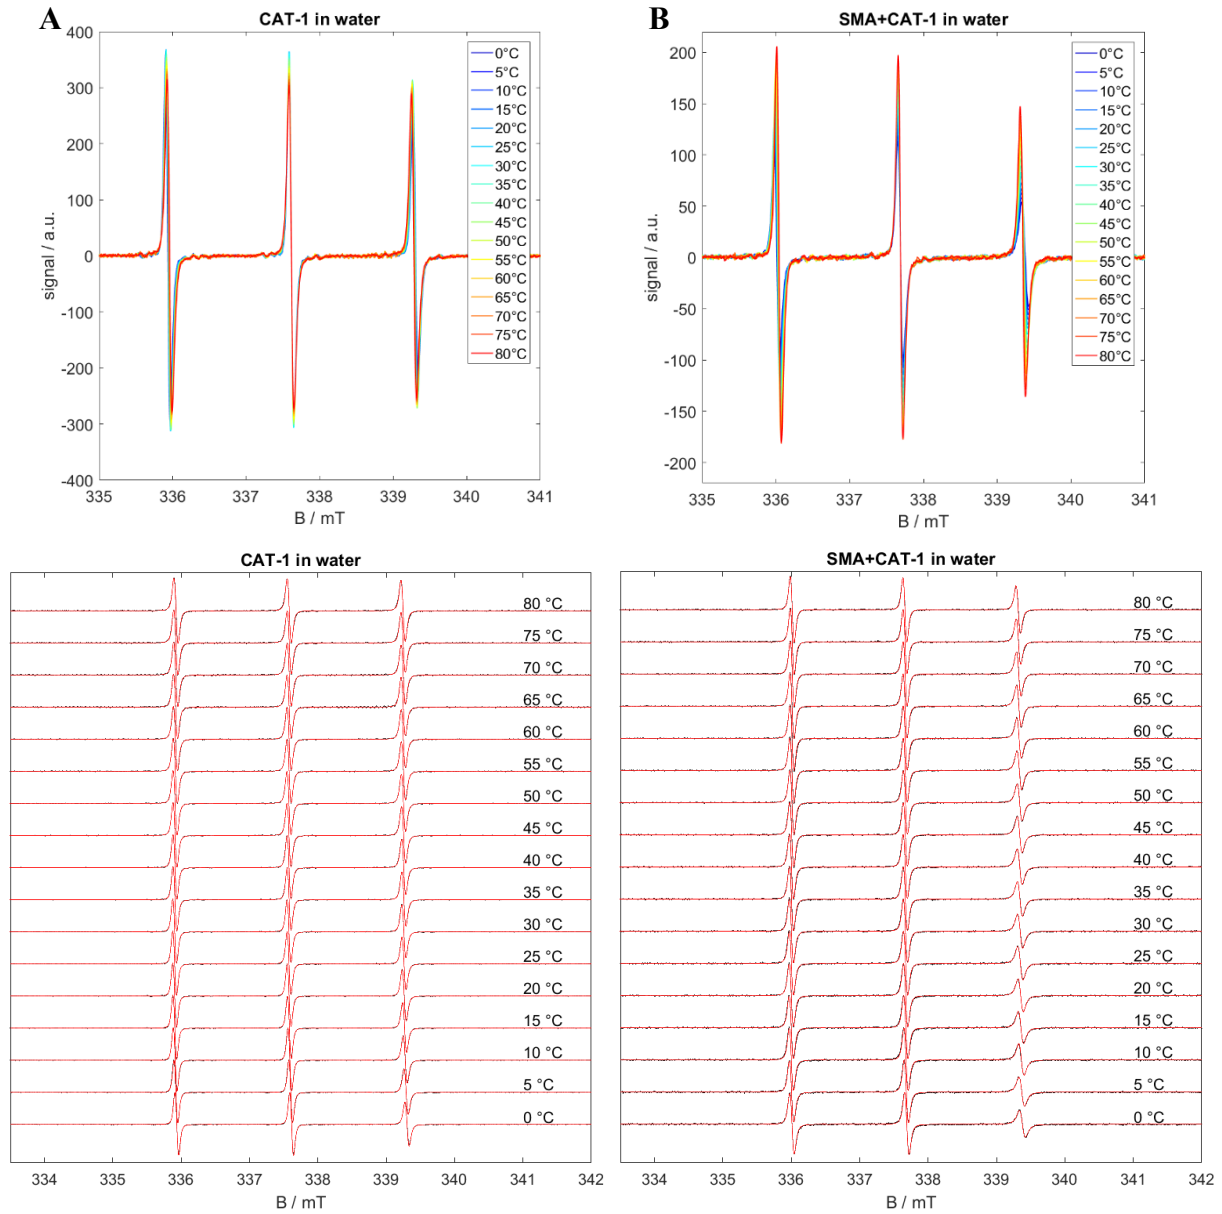 A
CAT-1 in water
400
300
200
100
0
-100
-200
-300
-400
signal / a.u.
0°C
5°C
10°C
15°C
20°C
25°C
30°C
35°C
40°C
45°C
50°C
55°C
60°C
65°C
70°C
75°C
80°C
335 336 337 338 339 340 341
B / mT
B
SMA+CAT-1 in water
200
150
100
50
0
-50
-100
-150
-200
signal / a.u.
0°C
5°C
10°C
15°C
20°C
25°C
30°C
35°C
40°C
45°C
50°C
55°C
60°C
65°C
70°C
75°C
80°C
335 336 337 338 339 340 341
B / mT
CAT-1 in water
80 °C
75 °C
70 °C
65 °C
60 °C
55 °C
50 °C
45 °C
40 °C
35 °C
30 °C
25 °C
20 °C
15 °C
10 °C
5 °C
0 °C
334 335 336 337 338 339 340 341 342
B / mT
SMA+CAT-1 in water
80 °C
75 °C
70 °C
65 °C
60 °C
55 °C
50 °C
45 °C
40 °C
35 °C
30 °C
25 °C
20 °C
15 °C
10 °C
5 °C
0 °C
334 335 336 337 338 339 340 341 342
B / mT